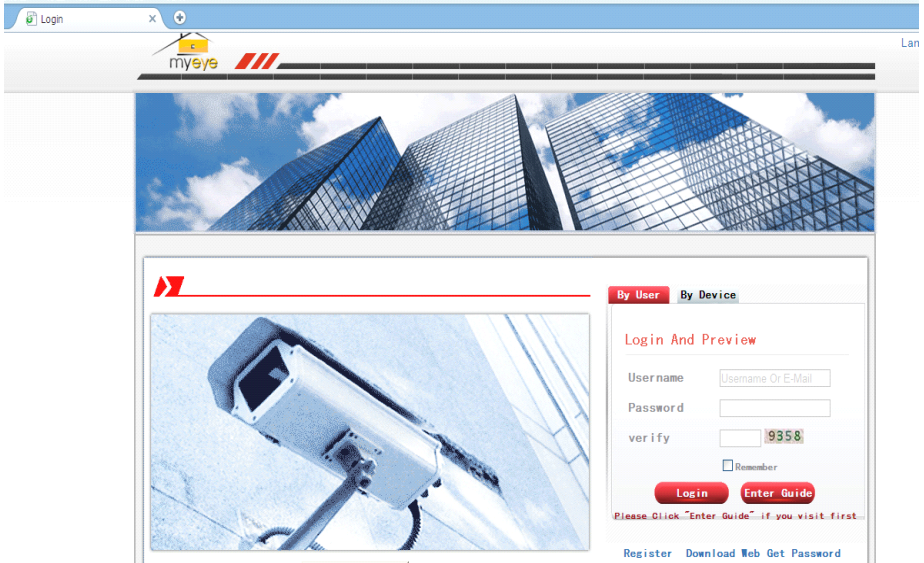 Login
Lan
myeye
By User By Device
Login And Preview
Username Username Or E-Mail
Password
verify 9358
Remember
Login Enter Guide
Please Click "Enter Guide" if you visit first
Register Download Web Get Password